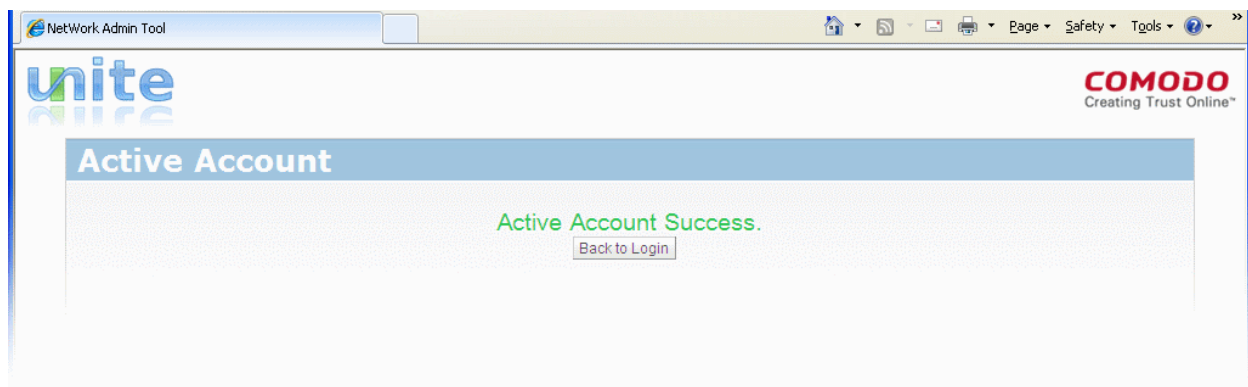 NetWork Admin Tool
Page Safety Tools
»
unite
COMODO
Creating Trust Online™
Active Account
Active Account Success.
Back to Login